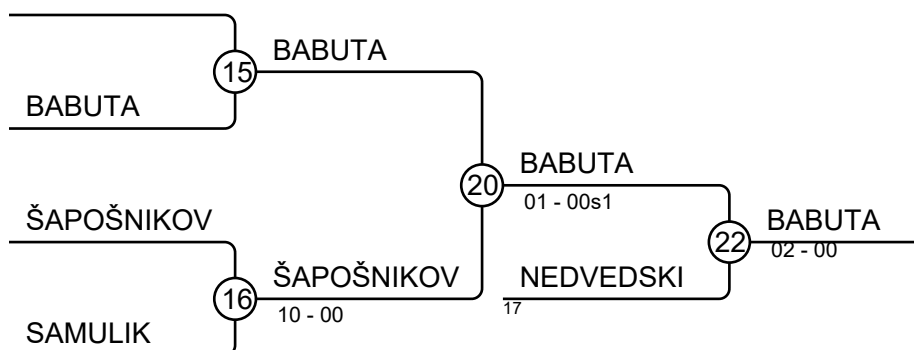 BABUTA
15
BABUTA
BABUTA
20
01 - 00s1
ŠAPOŠNIKOV
BABUTA
22
02 - 00
ŠAPOŠNIKOV
NEDVEDSKI
16
10 - 00
17
SAMULIK